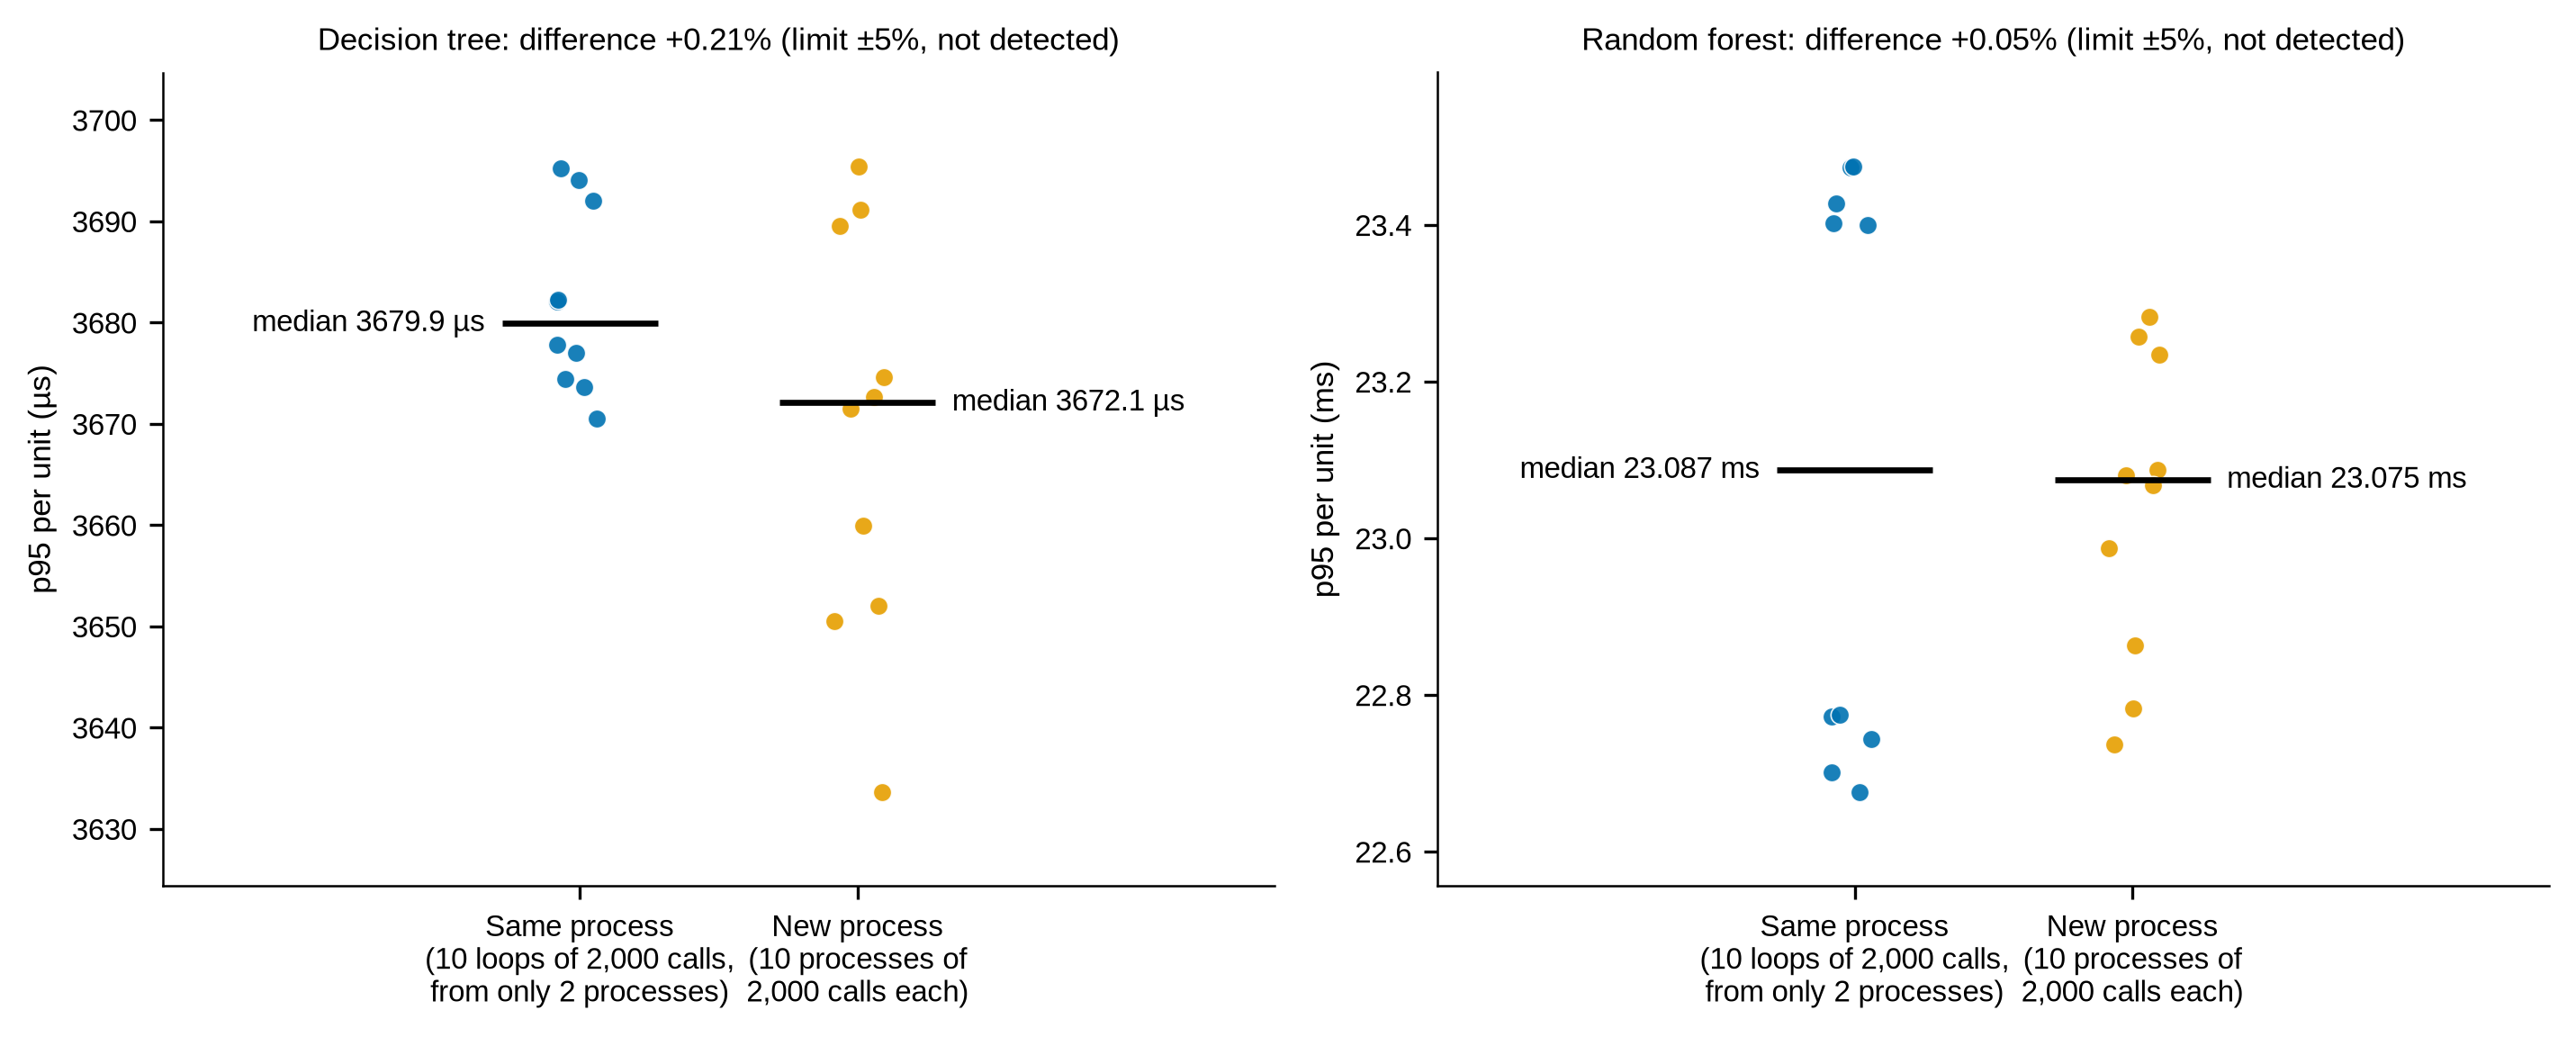 Decision tree: difference +0.21% (limit ±5%, not detected)
p95 per unit (µs)
3700
3690
3680
3670
3660
3650
3640
3630
median 3679.9 µs
median 3672.1 µs
Same process
(10 loops of 2,000 calls,
from only 2 processes)
New process
(10 processes of
2,000 calls each)
Random forest: difference +0.05% (limit ±5%, not detected)
p95 per unit (ms)
23.4
23.2
23.0
22.8
22.6
median 23.087 ms
median 23.075 ms
Same process
(10 loops of 2,000 calls,
from only 2 processes)
New process
(10 processes of
2,000 calls each)